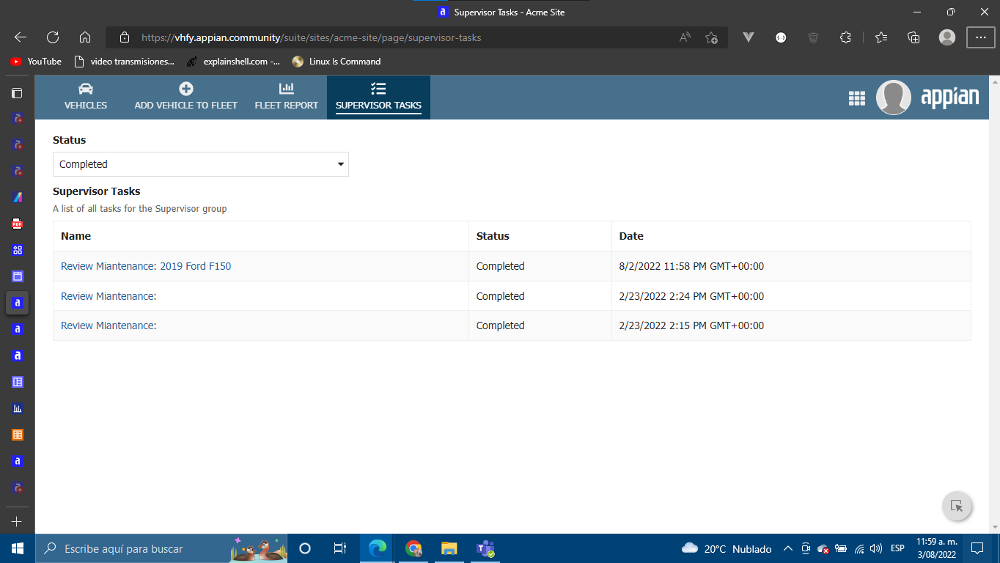 a Supervisor Tasks - Acme Site
https://vhfy.appian.community/suite/sites/acme-site/page/supervisor-tasks
YouTube video transmisiones... explainshell.com -... Linux Is Command
VEHICLES ADD VEHICLE TO FLEET FLEET REPORT SUPERVISOR TASKS appian
Status
Completed
Supervisor Tasks
A list of all tasks for the Supervisor group
Name Status Date
Review Miantenance: 2019 Ford F150 Completed 8/2/2022 11:58 PM GMT+00:00
Review Miantenance: Completed 2/23/2022 2:24 PM GMT+00:00
Review Miantenance: Completed 2/23/2022 2:15 PM GMT+00:00
Escribe aquí para buscar 20°C Nublado ESP 11:59 a. m.
3/08/2022